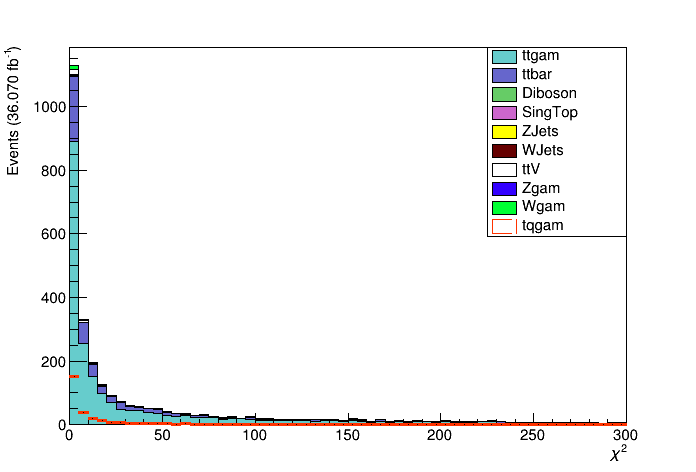 Events (36.070 fb⁻¹)
1000
800
600
400
200
0
0 50 100 150 200 250 300
χ²
ttgam
ttbar
Diboson
SingTop
ZJets
WJets
ttV
Zgam
Wgam
tqgam